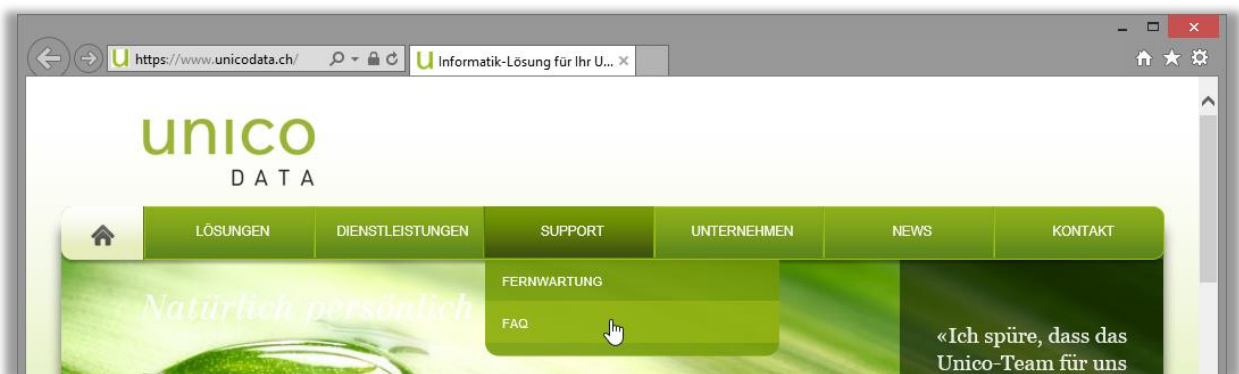 https://www.unicodata.ch/
Informatik-Lösung für Ihr U...
unico
DATA
LÖSUNGEN DIENSTLEISTUNGEN SUPPORT UNTERNEHMEN NEWS KONTAKT
FERNWARTUNG
Natürlich persönlich
FAQ
«Ich spüre, dass das
Unico-Team für uns